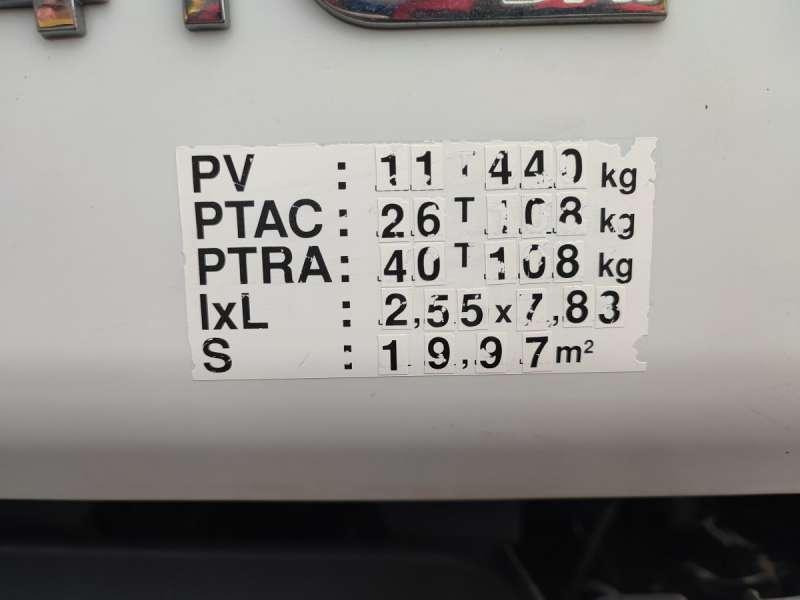 PV : 11 T 440 kg
PTAC : 26 T 108 kg
PTRA : 40 T 108 kg
lxL : 2,55 x 7,83
S : 19,97 m²